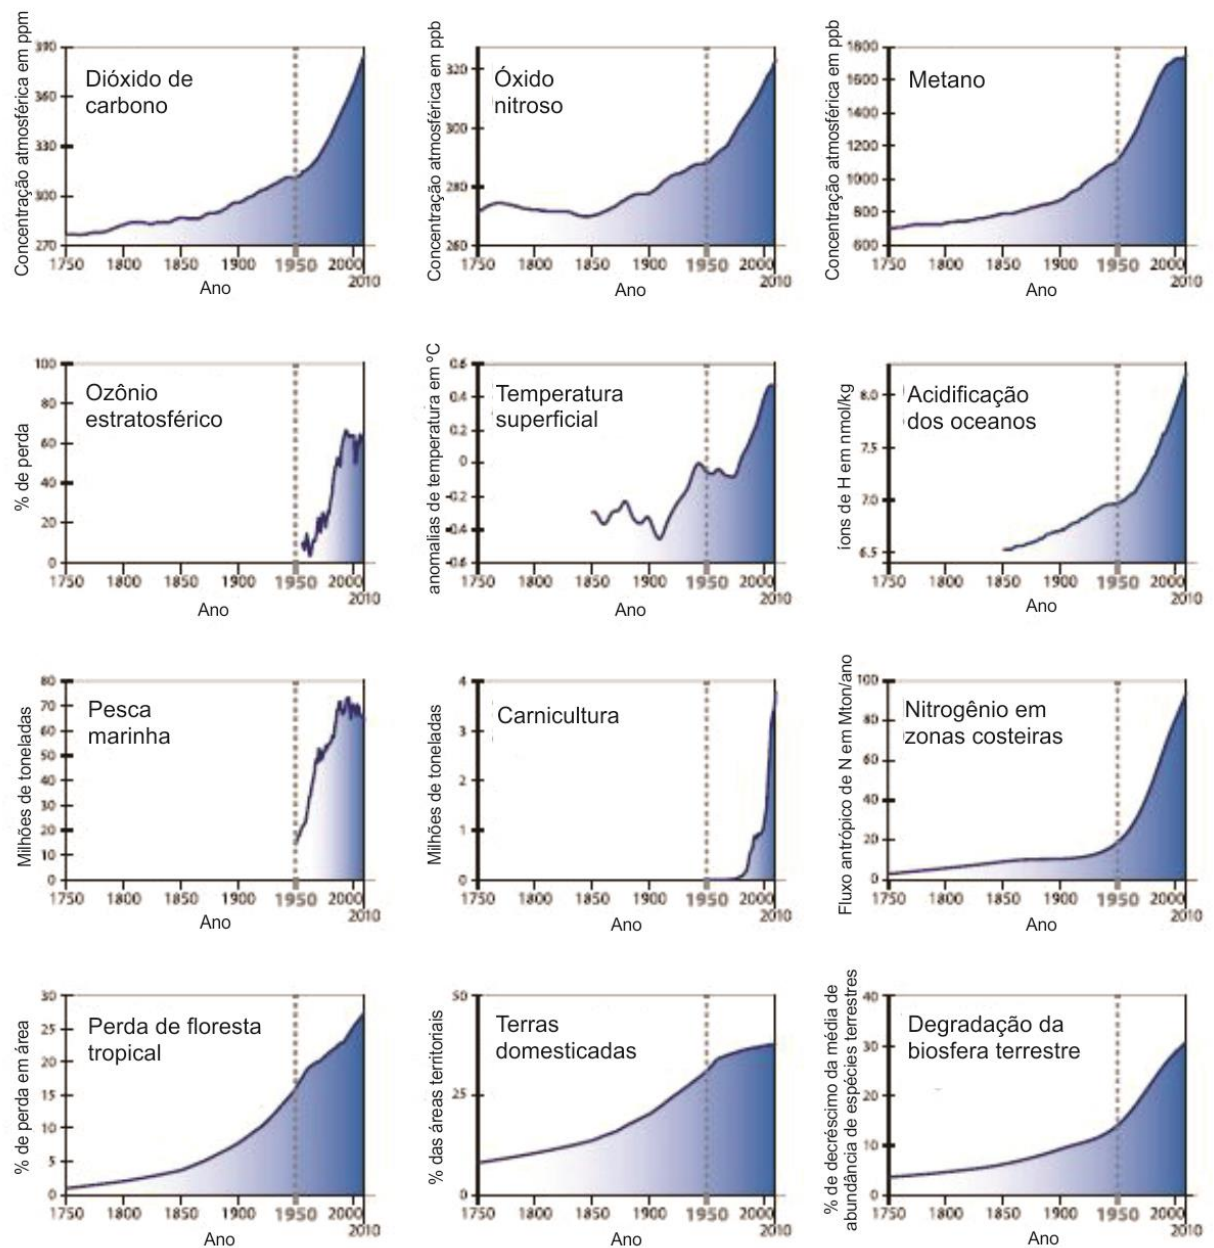 Concentração atmosférica em ppm
390
360
330
300
270
Dióxido de
carbono
1750 1800 1850 1900 1950 2000
2010
Ano
Concentração atmosférica em ppb
320
300
280
260
Óxido
nitroso
1750 1800 1850 1900 1950 2000
2010
Ano
Concentração atmosférica em ppb
1800
1600
1400
1200
1000
800
600
Metano
1750 1800 1850 1900 1950 2000
2010
Ano
% de perda
100
80
60
40
20
0
Ozônio
estratosférico
1750 1800 1850 1900 1950 2000
2010
Ano
anomalias de temperatura em ºC
0.6
0.4
0.2
0
-0.2
-0.4
-0.6
Temperatura
superficial
1750 1800 1850 1900 1950 2000
2010
Ano
íons de H em nmol/kg
8.0
7.5
7.0
6.5
Acidificação
dos oceanos
1750 1800 1850 1900 1950 2000
2010
Ano
Milhões de toneladas
80
70
60
50
40
30
20
10
0
Pesca
marinha
1750 1800 1850 1900 1950 2000
2010
Ano
Milhões de toneladas
4
3
2
1
0
Carnicultura
1750 1800 1850 1900 1950 2000
2010
Ano
Fluxo antrópico de N em Mton/ano
100
80
60
40
20
0
Nitrogênio em
zonas costeiras
1750 1800 1850 1900 1950 2000
2010
Ano
% de perda em área
30
25
20
15
10
5
0
Perda de floresta
tropical
1750 1800 1850 1900 1950 2000
2010
Ano
% das áreas territoriais
50
25
0
Terras
domesticadas
1750 1800 1850 1900 1950 2000
2010
Ano
% de decréscimo da média de
abundância de espécies terrestres
40
30
20
10
0
Degradação da
biosfera terrestre
1750 1800 1850 1900 1950 2000
2010
Ano